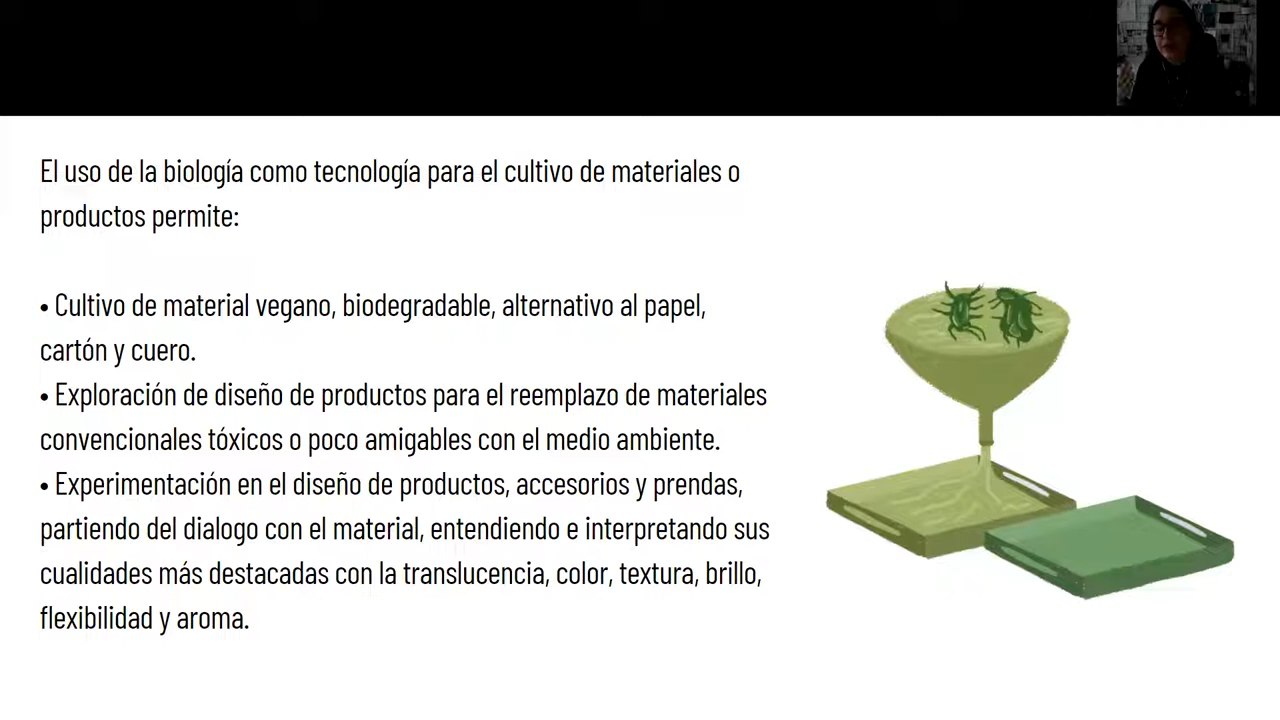 El uso de la biología como tecnología para el cultivo de materiales o
productos permite:
• Cultivo de material vegano, biodegradable, alternativo al papel,
cartón y cuero.
• Exploración de diseño de productos para el reemplazo de materiales
convencionales tóxicos o poco amigables con el medio ambiente.
• Experimentación en el diseño de productos, accesorios y prendas,
partiendo del dialogo con el material, entendiendo e interpretando sus
cualidades más destacadas con la translucencia, color, textura, brillo,
flexibilidad y aroma.